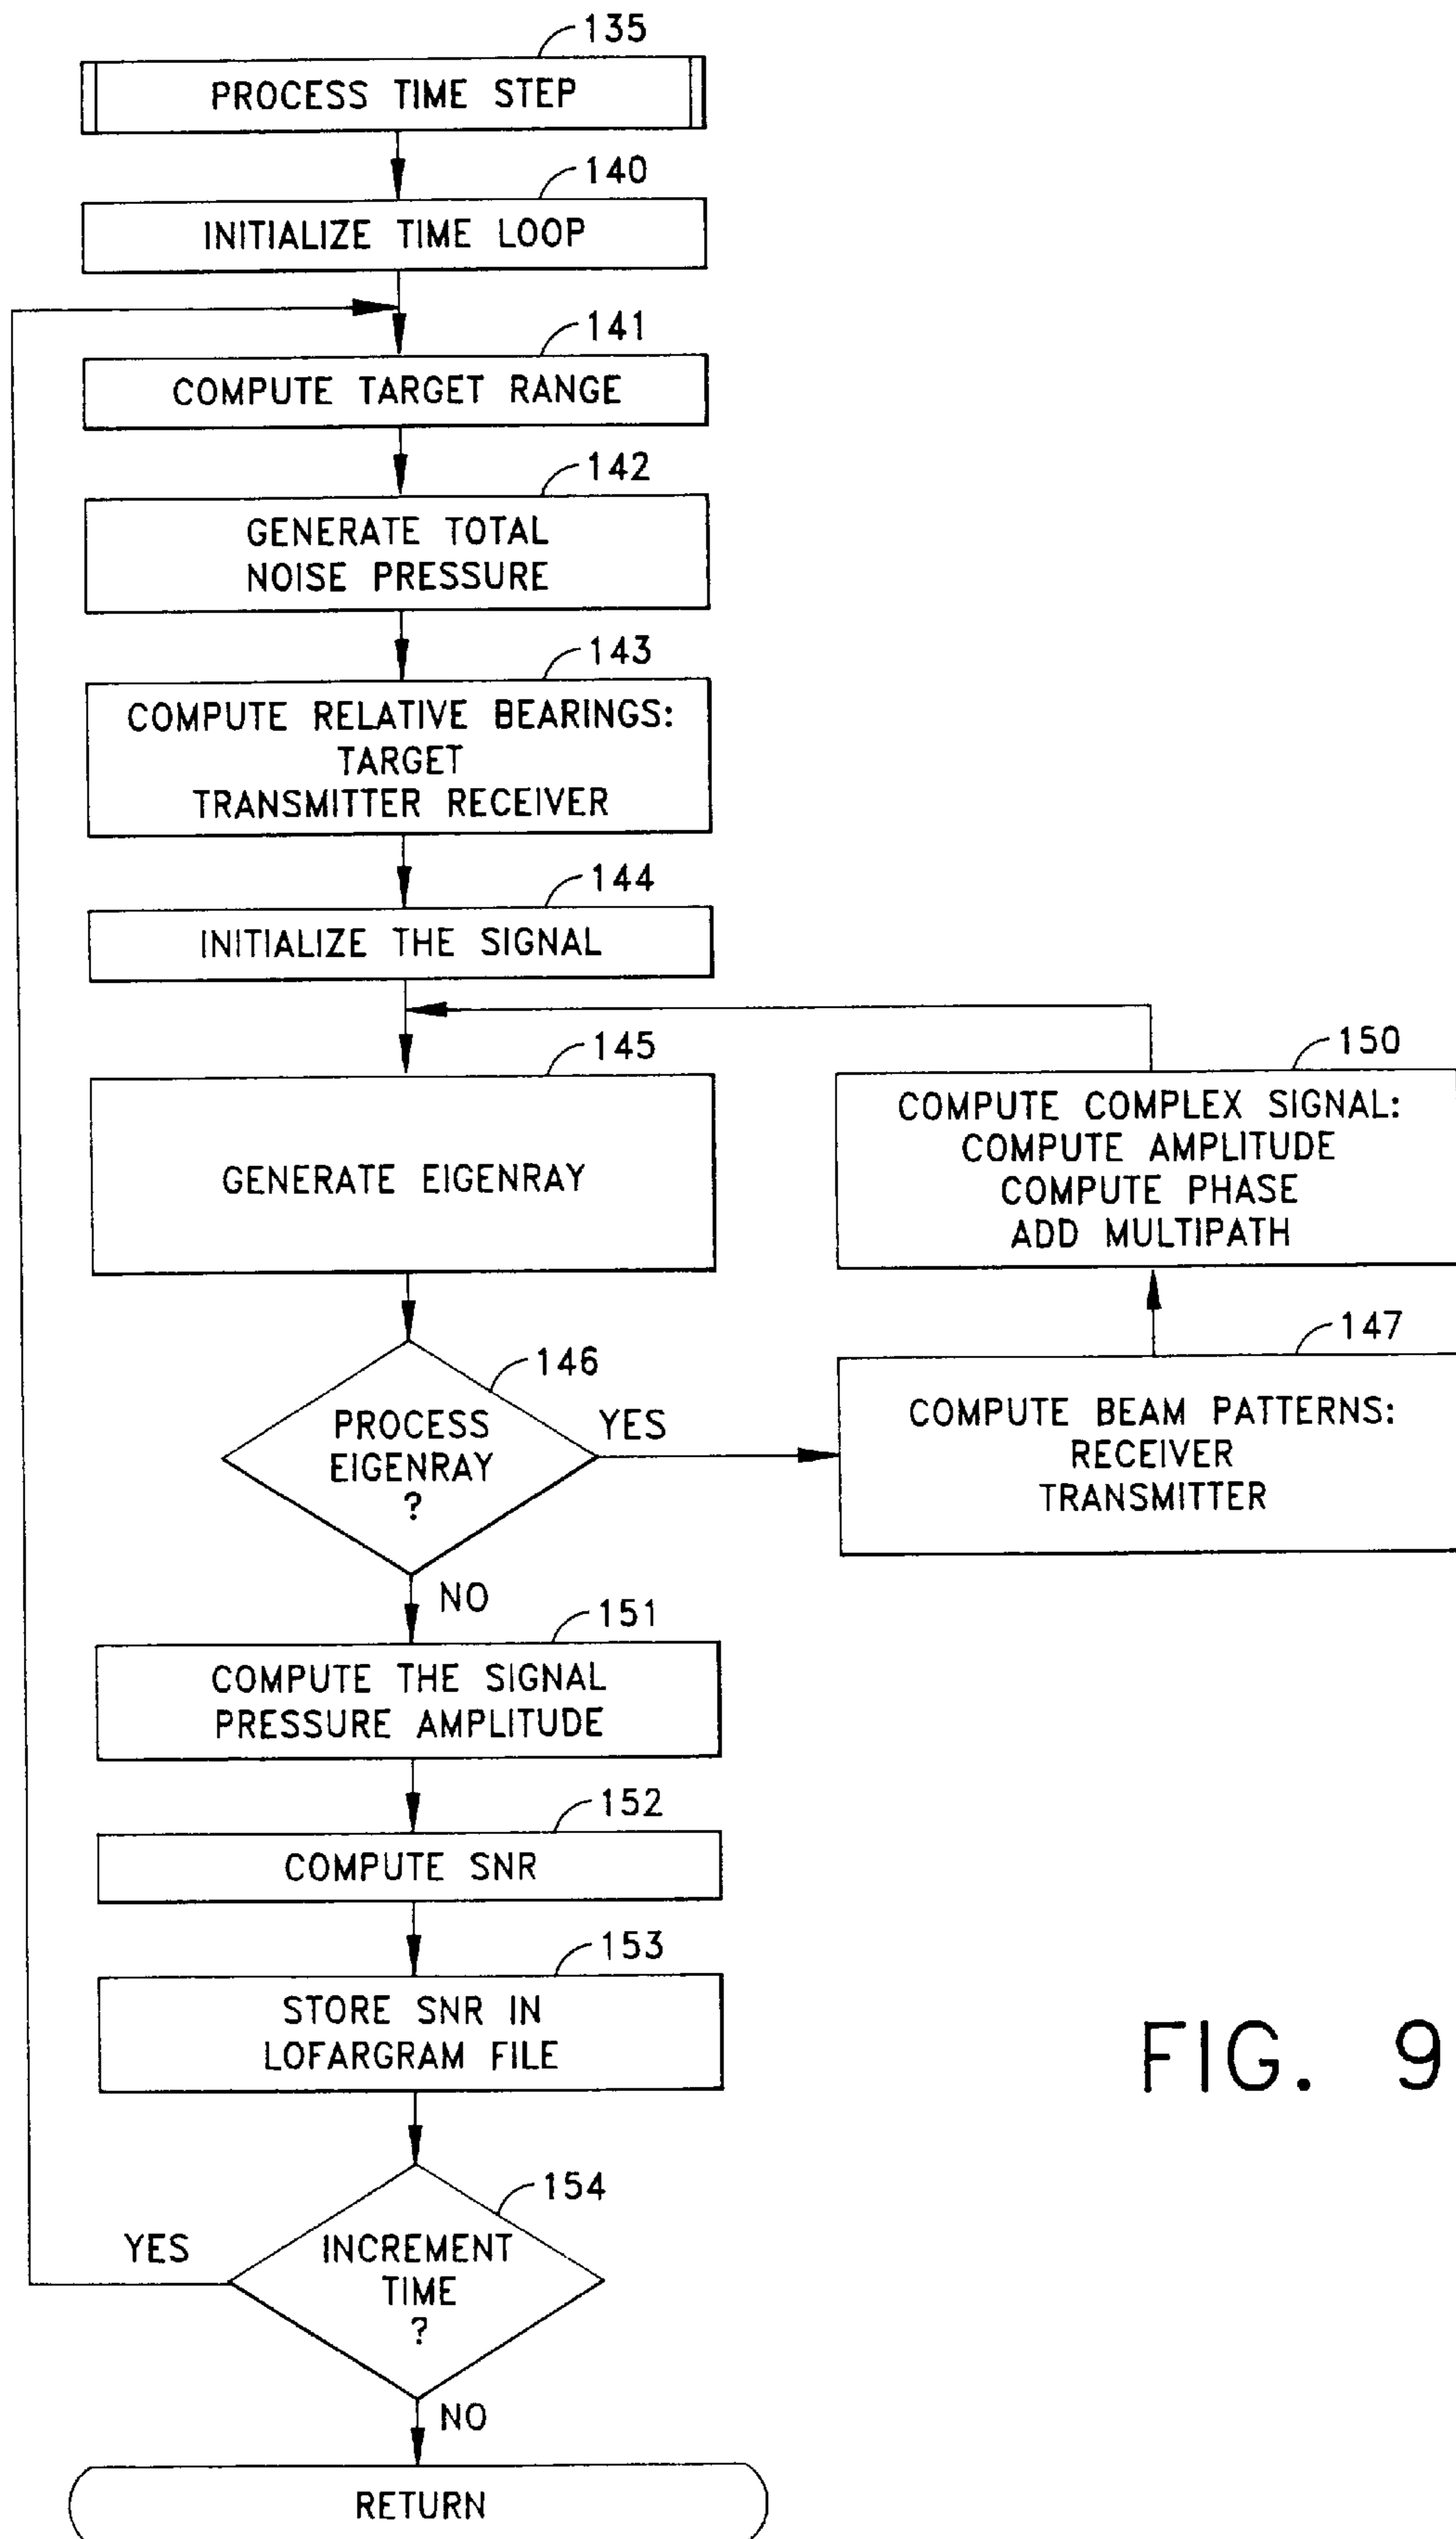 135
PROCESS TIME STEP
140
INITIALIZE TIME LOOP
141
COMPUTE TARGET RANGE
142
GENERATE TOTAL
NOISE PRESSURE
143
COMPUTE RELATIVE BEARINGS:
TARGET
TRANSMITTER RECEIVER
144
INITIALIZE THE SIGNAL
145
GENERATE EIGENRAY
150
COMPUTE COMPLEX SIGNAL:
COMPUTE AMPLITUDE
COMPUTE PHASE
ADD MULTIPATH
146
PROCESS
EIGENRAY
?
YES
147
COMPUTE BEAM PATTERNS:
RECEIVER
TRANSMITTER
NO
151
COMPUTE THE SIGNAL
PRESSURE AMPLITUDE
152
COMPUTE SNR
153
STORE SNR IN
LOFARGRAM FILE
154
INCREMENT
TIME
?
YES
NO
RETURN
FIG. 9